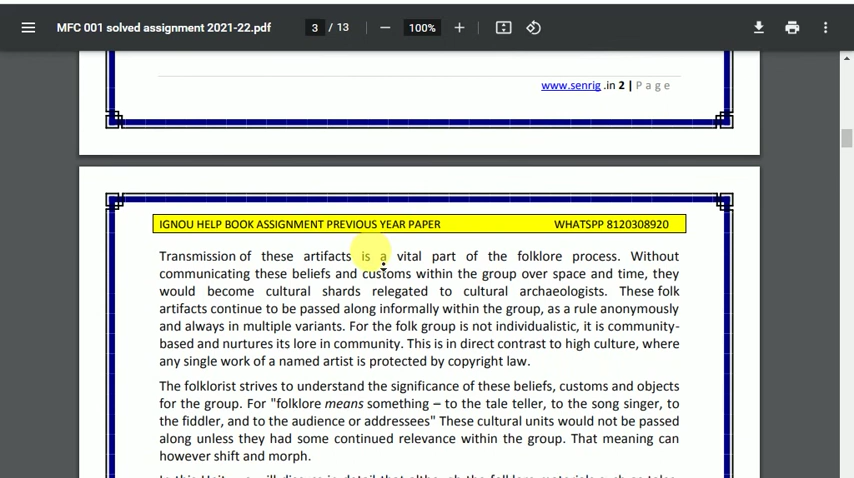 MFC 001 solved assignment 2021-22.pdf
3 / 13
100%
www.senrig .in 2 | P a g e
IGNOU HELP BOOK ASSIGNMENT PREVIOUS YEAR PAPER WHATSPP 8120308920
Transmission of these artifacts is a vital part of the folklore process. Without
communicating these beliefs and customs within the group over space and time, they
would become cultural shards relegated to cultural archaeologists. These folk
artifacts continue to be passed along informally within the group, as a rule anonymously
and always in multiple variants. For the folk group is not individualistic, it is community-
based and nurtures its lore in community. This is in direct contrast to high culture, where
any single work of a named artist is protected by copyright law.
The folklorist strives to understand the significance of these beliefs, customs and objects
for the group. For "folklore means something – to the tale teller, to the song singer, to
the fiddler, and to the audience or addressees" These cultural units would not be passed
along unless they had some continued relevance within the group. That meaning can
however shift and morph.